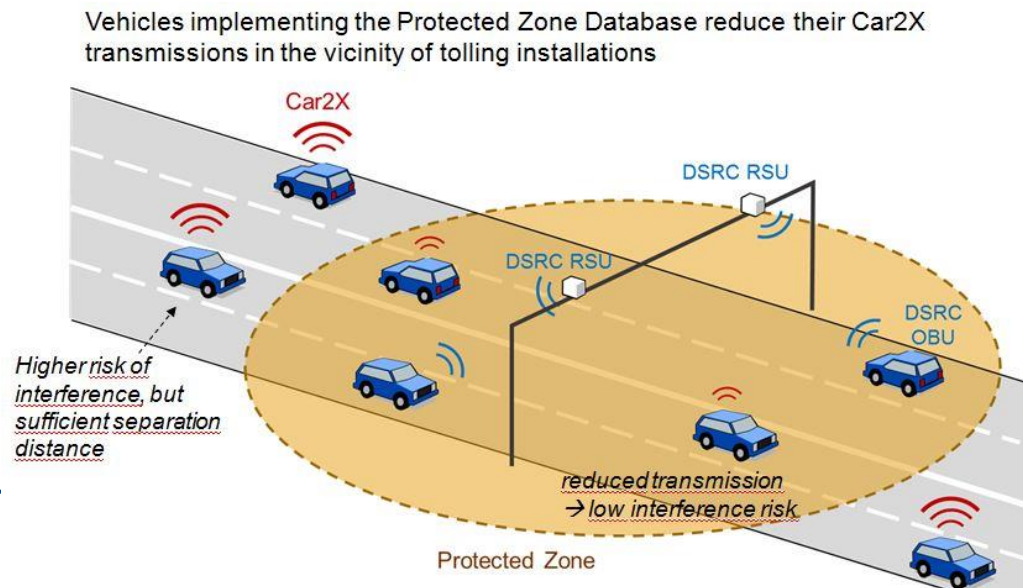 Vehicles implementing the Protected Zone Database reduce their Car2X
transmissions in the vicinity of tolling installations
Car2X
DSRC RSU
DSRC RSU
DSRC
OBU
Higher risk of
interference, but
sufficient separation
distance
reduced transmission
→ low interference risk
Protected Zone